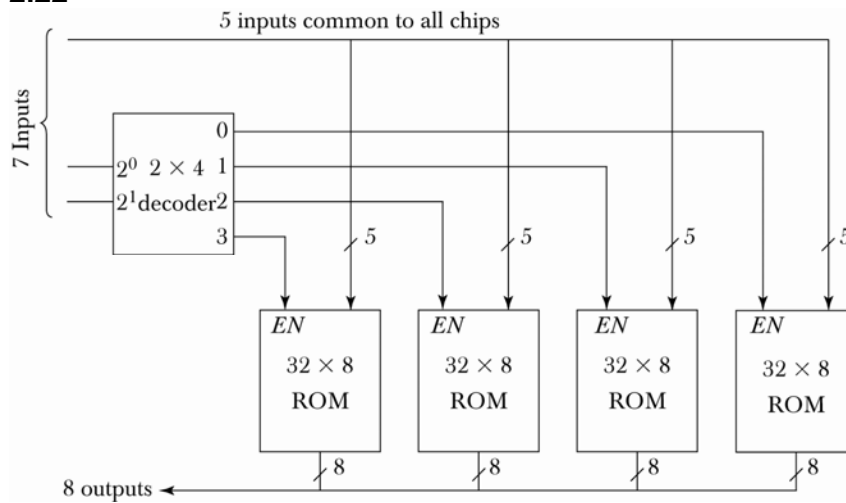 5 inputs common to all chips
7 Inputs
0
2⁰ 2 × 4 1
2¹ decoder 2
3
5 5 5 5
EN EN EN EN
32 × 8 32 × 8 32 × 8 32 × 8
ROM ROM ROM ROM
8 8 8 8
8 outputs